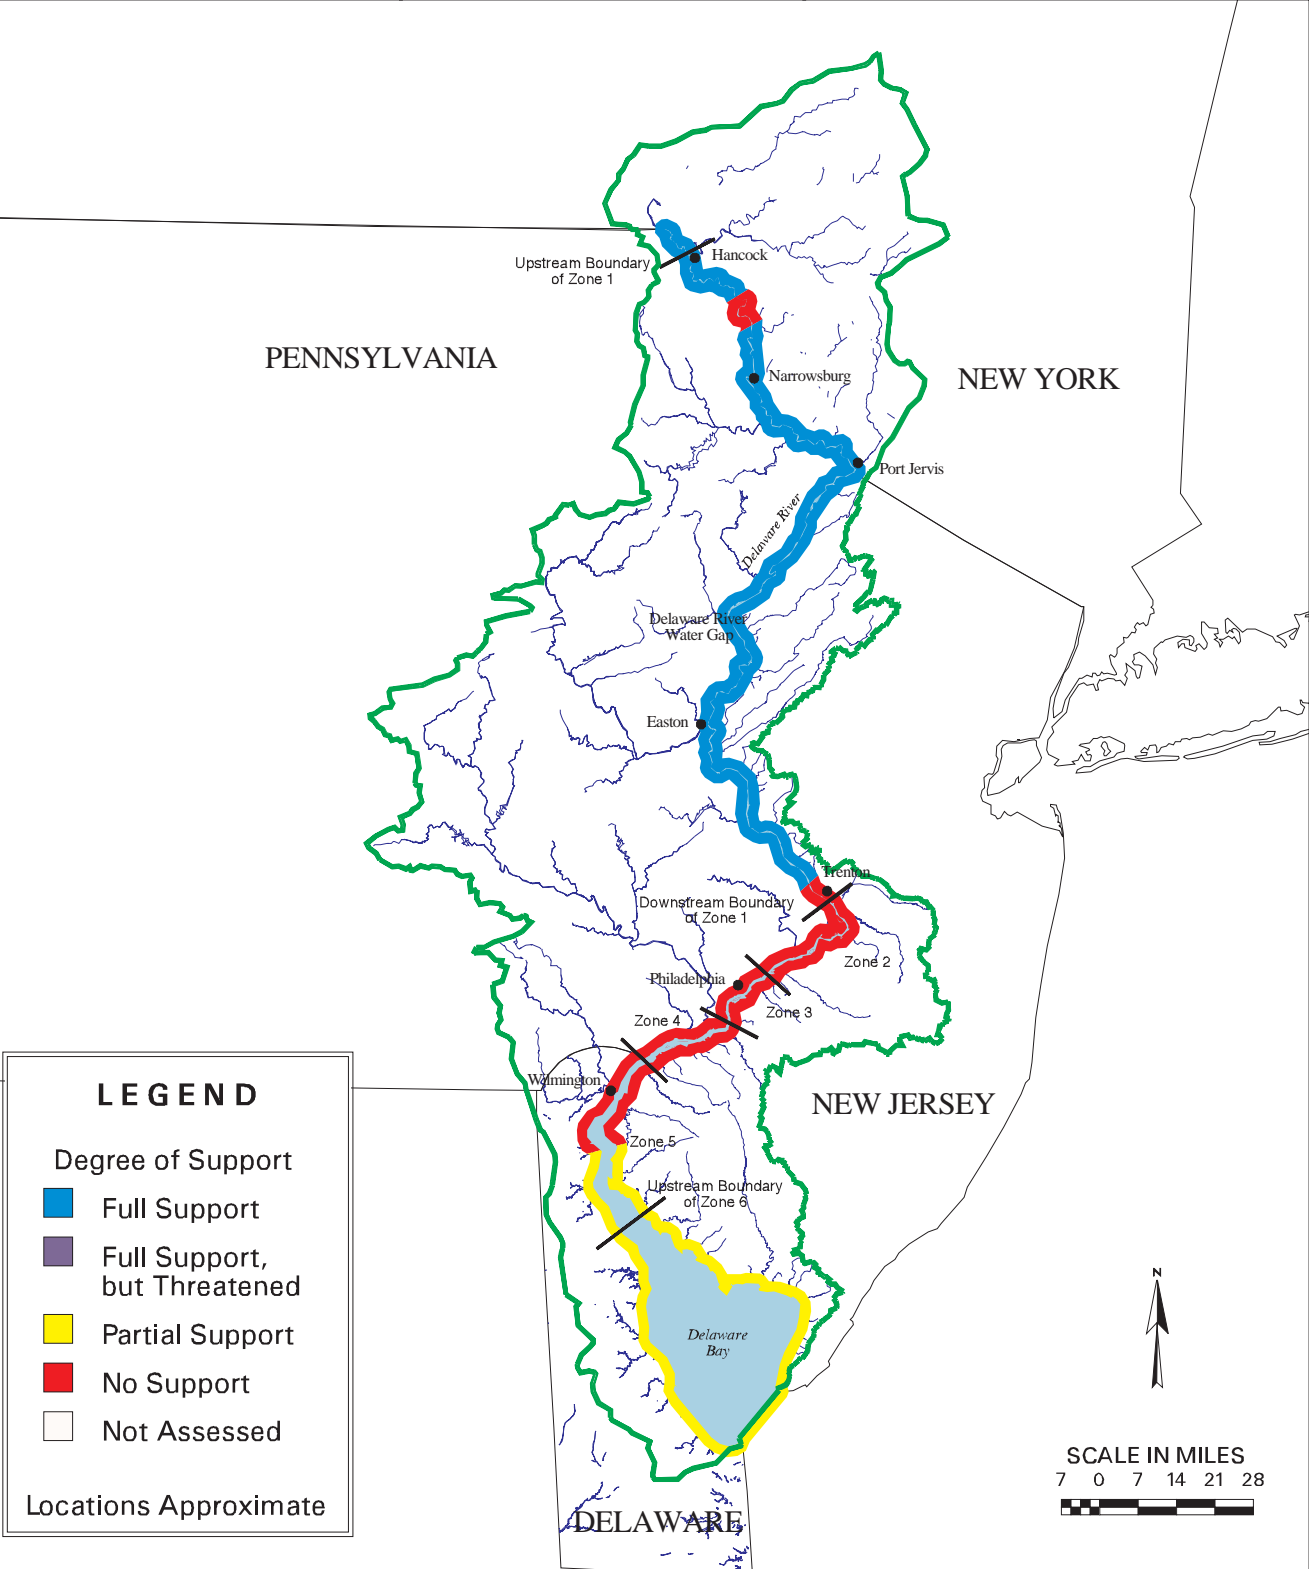 Hancock
Upstream Boundary
of Zone 1
PENNSYLVANIA
Narrowsburg
NEW YORK
Port Jervis
Delaware River
Delaware River
Water Gap
Easton
Trenton
Downstream Boundary
of Zone 1
Zone 2
Philadelphia
Zone 3
Zone 4
Wilmington
NEW JERSEY
Zone 5
Upstream Boundary
of Zone 6
Delaware
Bay
DELAWARE
LEGEND
Degree of Support
Full Support
Full Support,
but Threatened
Partial Support
No Support
Not Assessed
Locations Approximate
N
SCALE IN MILES
7 0 7 14 21 28